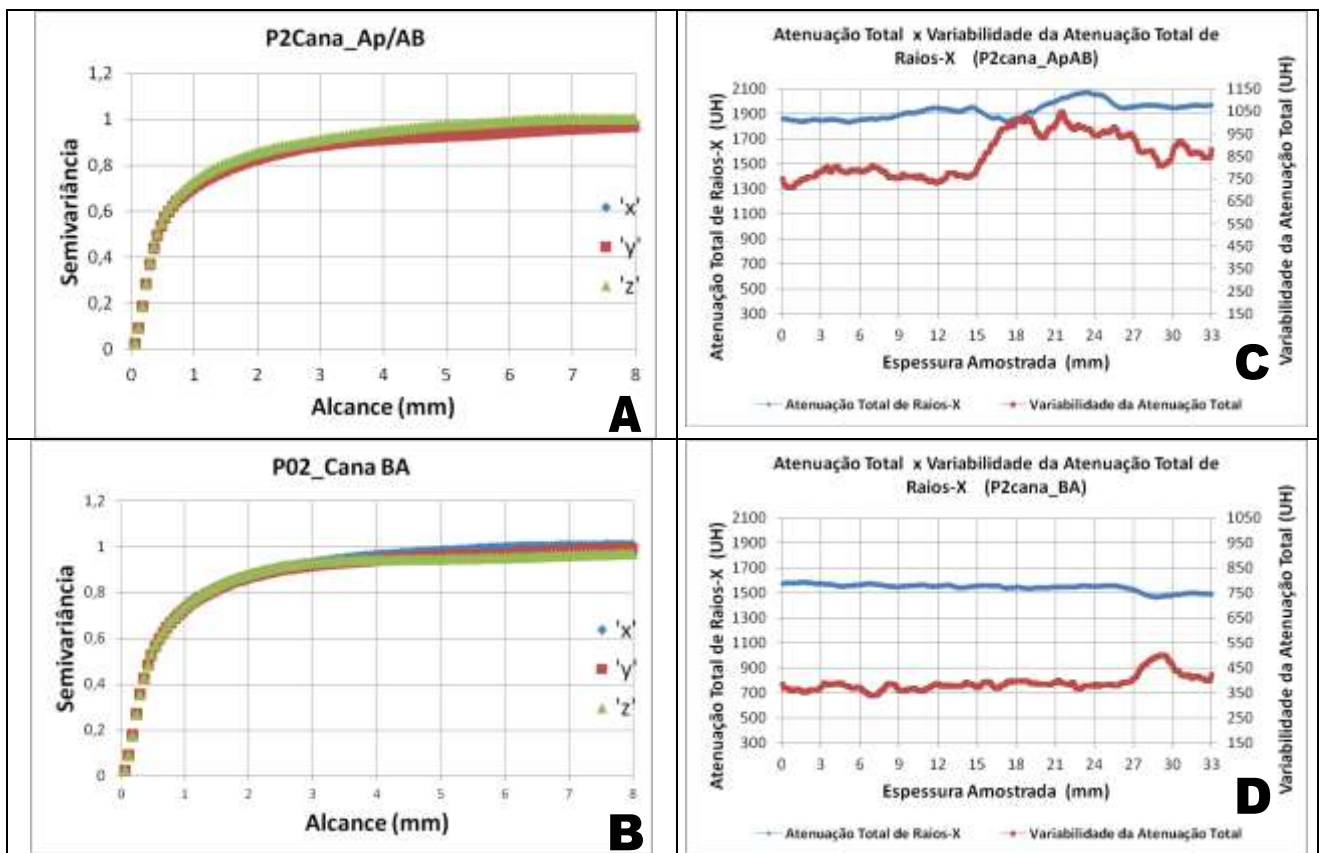 P2Cana_Ap/AB
1,2
1
0,8
0,6
0,4
0,2
0
Semivariância
'x'
'y'
'z'
0 1 2 3 4 5 6 7 8
Alcance (mm)
A
Atenuação Total x Variabilidade da Atenuação Total de
Raios-X (P2cana_ApAB)
Atenuação Total de Raios-X (UH)
2100
1900
1700
1500
1300
1100
900
700
500
300
1150
1050
950
850
750
650
550
450
350
250
150
Variabilidade da Atenuação Total (UH)
0 3 6 9 12 15 18 21 24 27 30 33
Espessura Amostrada (mm)
C
Atenuação Total de Raios-X Variabilidade da Atenuação Total
P02_Cana BA
1,2
1
0,8
0,6
0,4
0,2
0
Semivariância
'x'
'y'
'z'
0 1 2 3 4 5 6 7 8
Alcance (mm)
B
Atenuação Total x Variabilidade da Atenuação Total de
Raios-X (P2cana_BA)
Atenuação Total de Raios-X (UH)
2100
1900
1700
1500
1300
1100
900
700
500
300
1050
950
850
750
650
550
450
350
250
150
Variabilidade da Atenuação Total (UH)
0 3 6 9 12 15 18 21 24 27 30 33
Espessura Amostrada (mm)
D
Atenuação Total de Raios-X Variabilidade da Atenuação Total